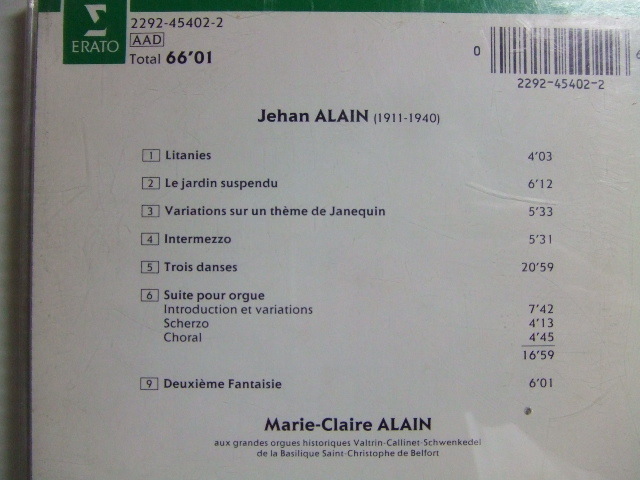 ERATO
2292-45402-2
AAD
Total 66'01
0
6
2292-45402-2
Jehan ALAIN (1911-1940)
1 Litanies 4'03
2 Le jardin suspendu 6'12
3 Variations sur un thème de Janequin 5'33
4 Intermezzo 5'31
5 Trois danses 20'59
6 Suite pour orgue
Introduction et variations 7'42
Scherzo 4'13
Choral 4'45
16'59
9 Deuxième Fantaisie 6'01
Marie-Claire ALAIN
aux grandes orgues historiques Valtrin-Callinet-Schwenkedel
de la Basilique Saint-Christophe de Belfort